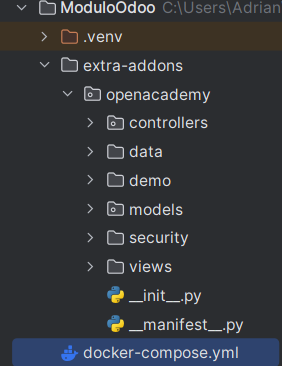 ModuloOdoo C:\Users\Adrian
.venv
extra-addons
openacademy
controllers
data
demo
models
security
views
__init__.py
__manifest__.py
docker-compose.yml